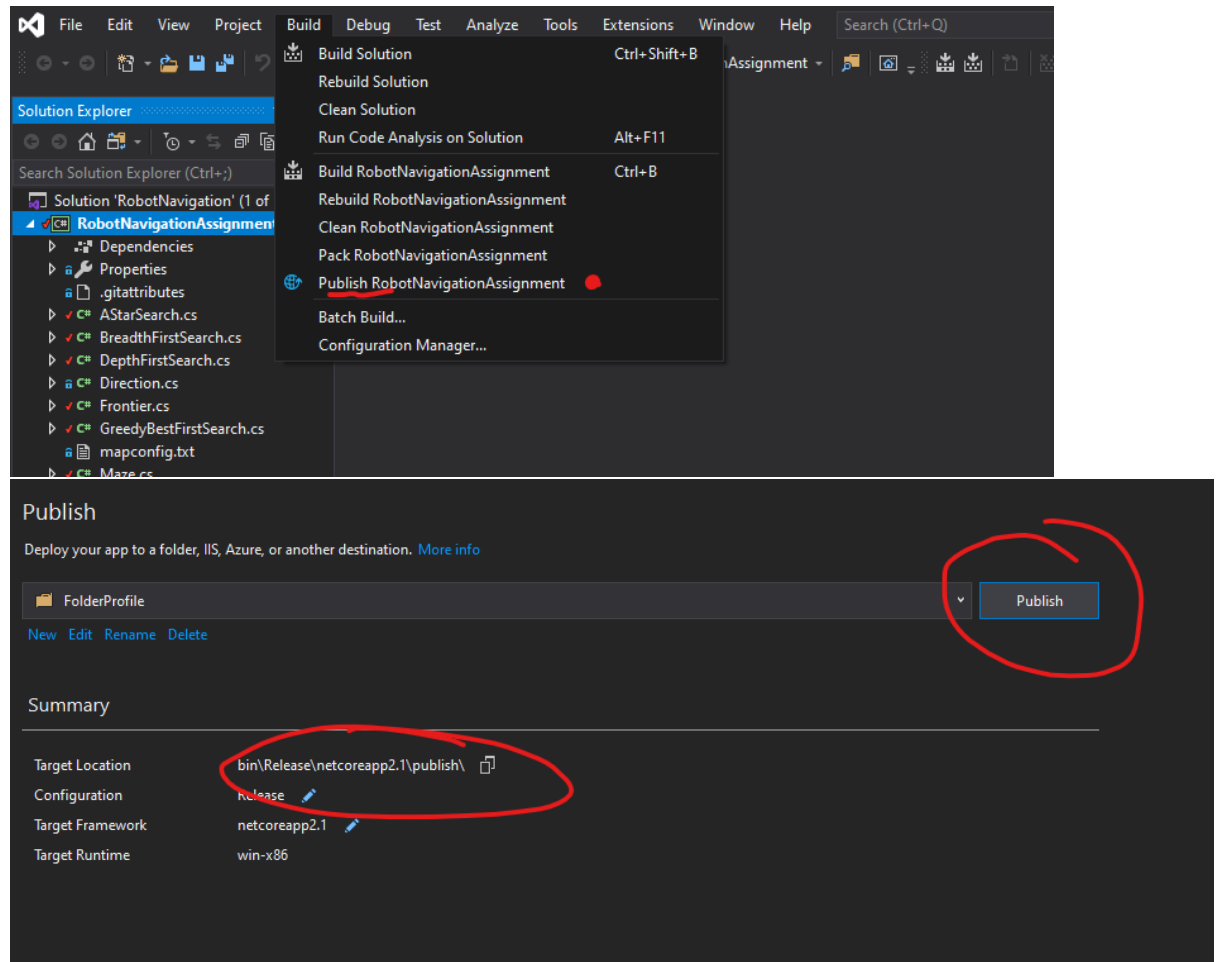 File Edit View Project Build Debug Test Analyze Tools Extensions Window Help Search (Ctrl+Q)
Build Solution Ctrl+Shift+B
Assignment
Rebuild Solution
Solution Explorer
Clean Solution
Run Code Analysis on Solution Alt+F11
Search Solution Explorer (Ctrl+;)
Build RobotNavigationAssignment Ctrl+B
Solution 'RobotNavigation' (1 of
Rebuild RobotNavigationAssignment
C# RobotNavigationAssignment
Clean RobotNavigationAssignment
Dependencies
Pack RobotNavigationAssignment
Properties
Publish RobotNavigationAssignment
.gitattributes
C# AStarSearch.cs
Batch Build...
C# BreadthFirstSearch.cs
Configuration Manager...
C# DepthFirstSearch.cs
C# Direction.cs
C# Frontier.cs
C# GreedyBestFirstSearch.cs
mapconfig.txt
C# Maze.cs
Publish
Deploy your app to a folder, IIS, Azure, or another destination. More info
FolderProfile Publish
New Edit Rename Delete
Summary
Target Location bin\Release\netcoreapp2.1\publish\
Configuration Release
Target Framework netcoreapp2.1
Target Runtime win-x86